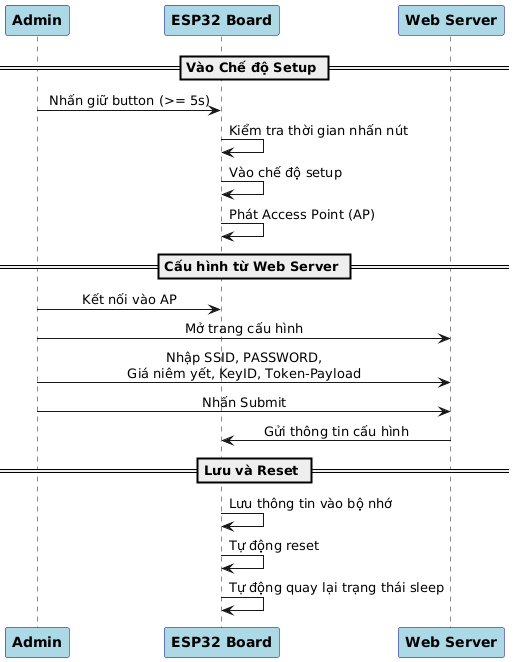 Admin
ESP32 Board
Web Server
Vào Chế độ Setup
Nhấn giữ button (>= 5s)
Kiểm tra thời gian nhấn nút
Vào chế độ setup
Phát Access Point (AP)
Cấu hình từ Web Server
Kết nối vào AP
Mở trang cấu hình
Nhập SSID, PASSWORD,
Giá niêm yết, KeyID, Token-Payload
Nhấn Submit
Gửi thông tin cấu hình
Lưu và Reset
Lưu thông tin vào bộ nhớ
Tự động reset
Tự động quay lại trạng thái sleep
Admin
ESP32 Board
Web Server